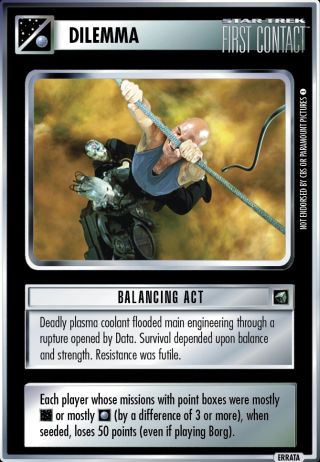 DILEMMA
STAR TREK
FIRST CONTACT
NOT ENDORSED BY CBS OR PARAMOUNT PICTURES
BALANCING ACT
Deadly plasma coolant flooded main engineering through a
rupture opened by Data. Survival depended upon balance
and strength. Resistance was futile.
Each player whose missions with point boxes were mostly
or mostly (by a difference of 3 or more), when
seeded, loses 50 points (even if playing Borg).
ERRATA